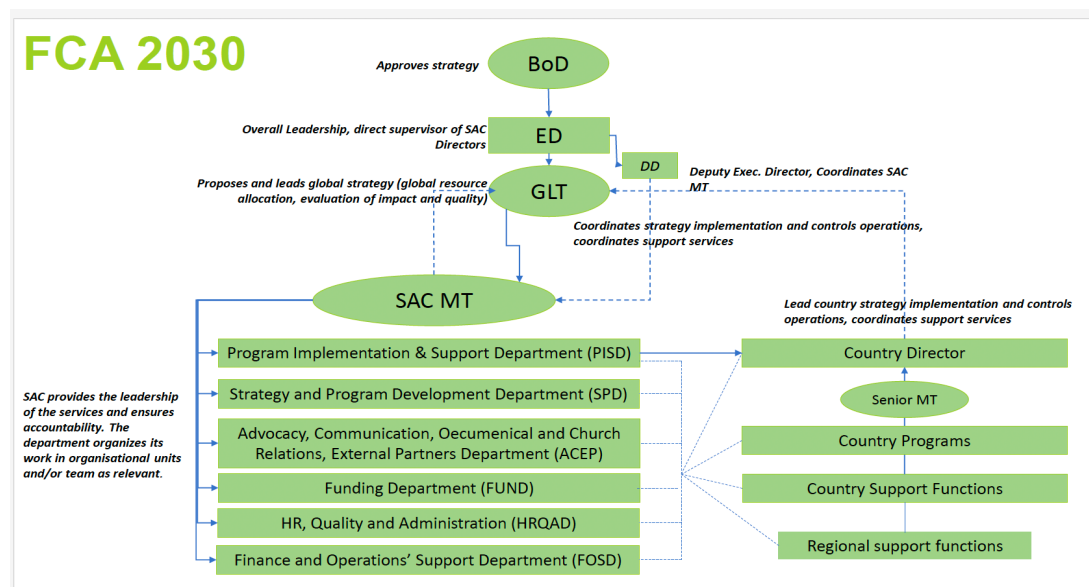 FCA 2030
BoD
Approves strategy
ED
Overall Leadership, direct supervisor of SAC
Directors
DD
Deputy Exec. Director, Coordinates SAC
MT
GLT
Proposes and leads global strategy (global resource
allocation, evaluation of impact and quality)
Coordinates strategy implementation and controls operations,
coordinates support services
SAC MT
Lead country strategy implementation and controls
operations, coordinates support services
Program Implementation & Support Department (PISD)
Strategy and Program Development Department (SPD)
Advocacy, Communication, Oecumenical and Church
Relations, External Partners Department (ACEP)
Funding Department (FUND)
HR, Quality and Administration (HRQAD)
Finance and Operations’ Support Department (FOSD)
SAC provides the leadership
of the services and ensures
accountability. The
department organizes its
work in organisational units
and/or team as relevant.
Country Director
Senior MT
Country Programs
Country Support Functions
Regional support functions